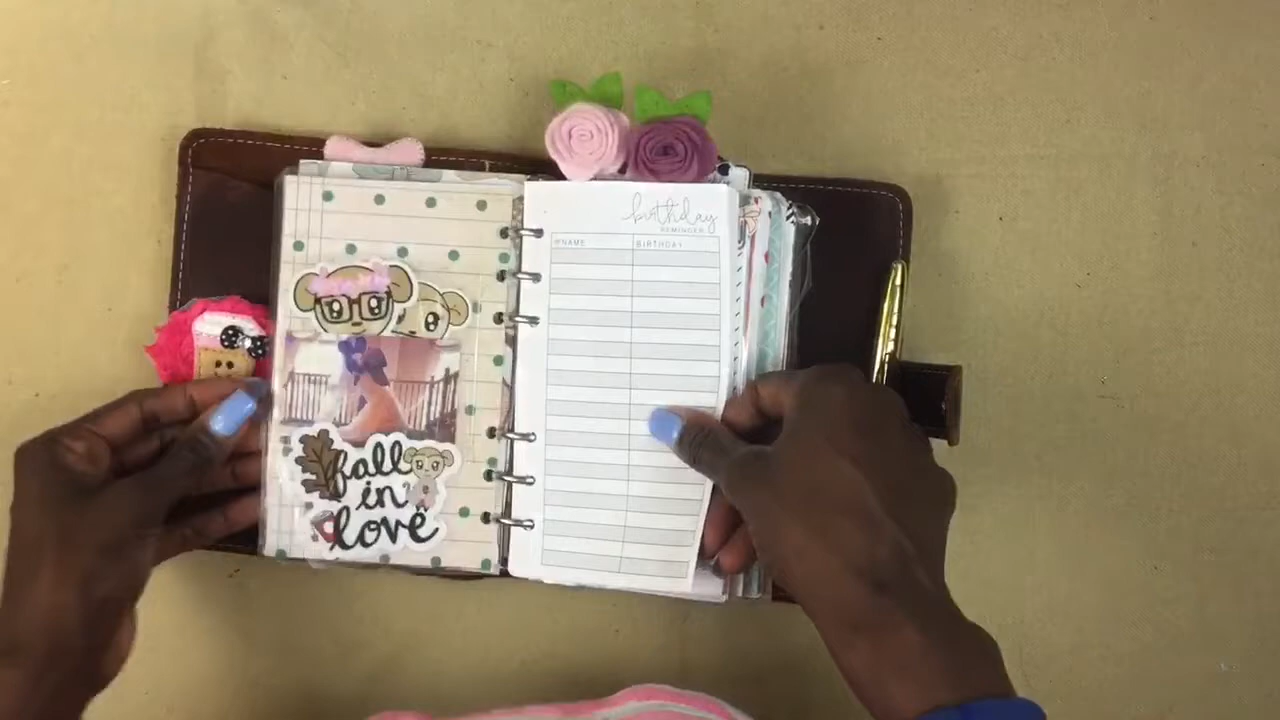 fall
in
love
birthday
REMINDER
#NAME BIRTHDAY